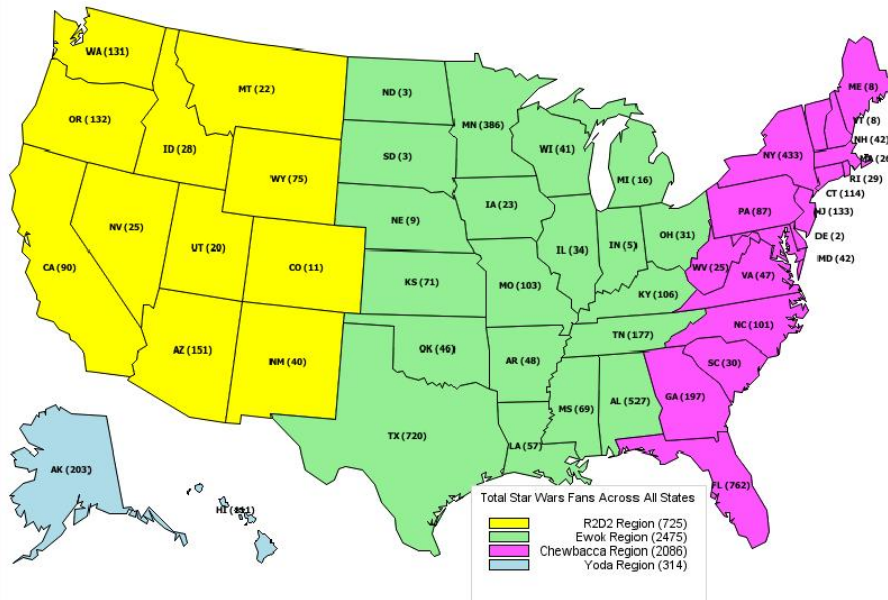 WA (131)
MT (22)
OR (132)
ID (28)
WY (75)
NV (25)
UT (20)
CO (11)
CA (90)
AZ (151)
NM (40)
ND (3)
MN (386)
SD (3)
WI (41)
MI (16)
NE (9)
IA (23)
IL (34)
IN (5)
OH (31)
KS (71)
MO (103)
KY (106)
TN (177)
OK (46)
AR (48)
MS (69)
AL (527)
TX (720)
LA (57)
ME (8)
VT (8)
NH (42)
NY (433)
RI (29)
CT (114)
PA (87)
NJ (133)
DE (2)
MD (42)
WV (25)
VA (47)
NC (101)
SC (30)
GA (197)
FL (762)
AK (203)
HI
Total Star Wars Fans Across All States
R2D2 Region (725)
Ewok Region (2475)
Chewbacca Region (2086)
Yoda Region (314)